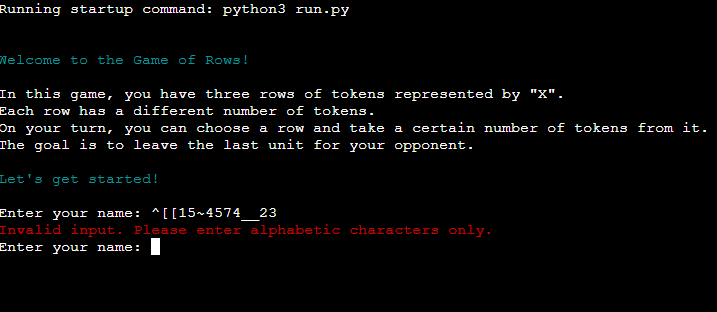 Running startup command: python3 run.py
Welcome to the Game of Rows!
In this game, you have three rows of tokens represented by "X".
Each row has a different number of tokens.
On your turn, you can choose a row and take a certain number of tokens from it.
The goal is to leave the last unit for your opponent.
Let's get started!
Enter your name: ^[[15~4574__23
Invalid input. Please enter alphabetic characters only.
Enter your name: